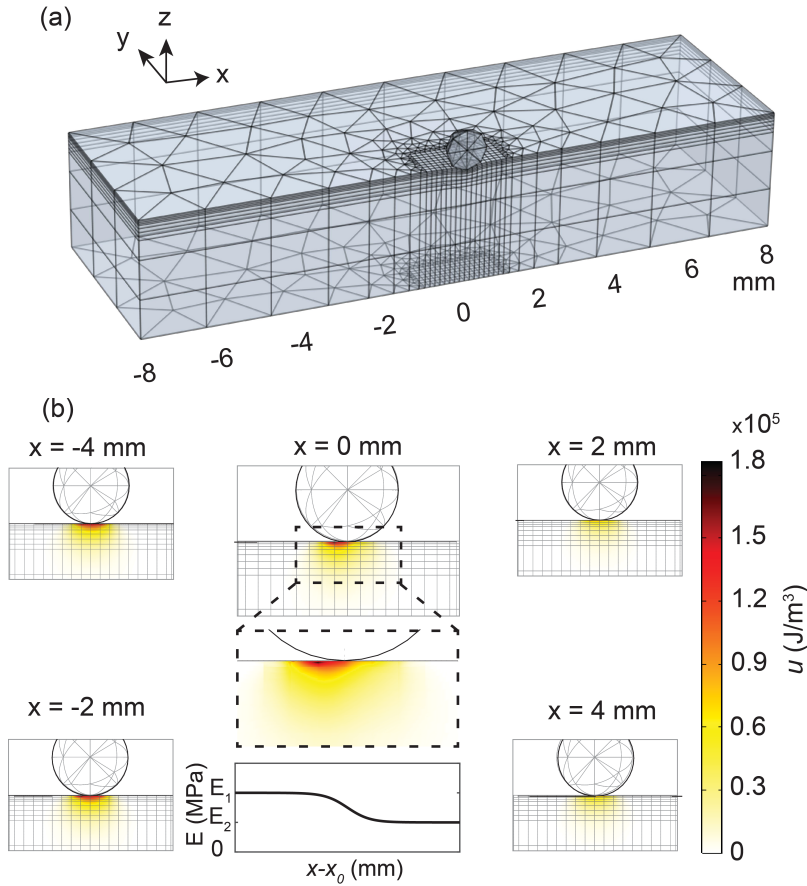 (a)
z
y
x
-8
-6
-4
-2
0
2
4
6
8
mm
(b)
x = -4 mm
x = 0 mm
x = 2 mm
x10⁵
1.8
1.5
1.2
0.9
0.6
0.3
0
u (J/m³)
x = -2 mm
x = 4 mm
E (MPa)
E₁
E₂
0
x-x₀ (mm)